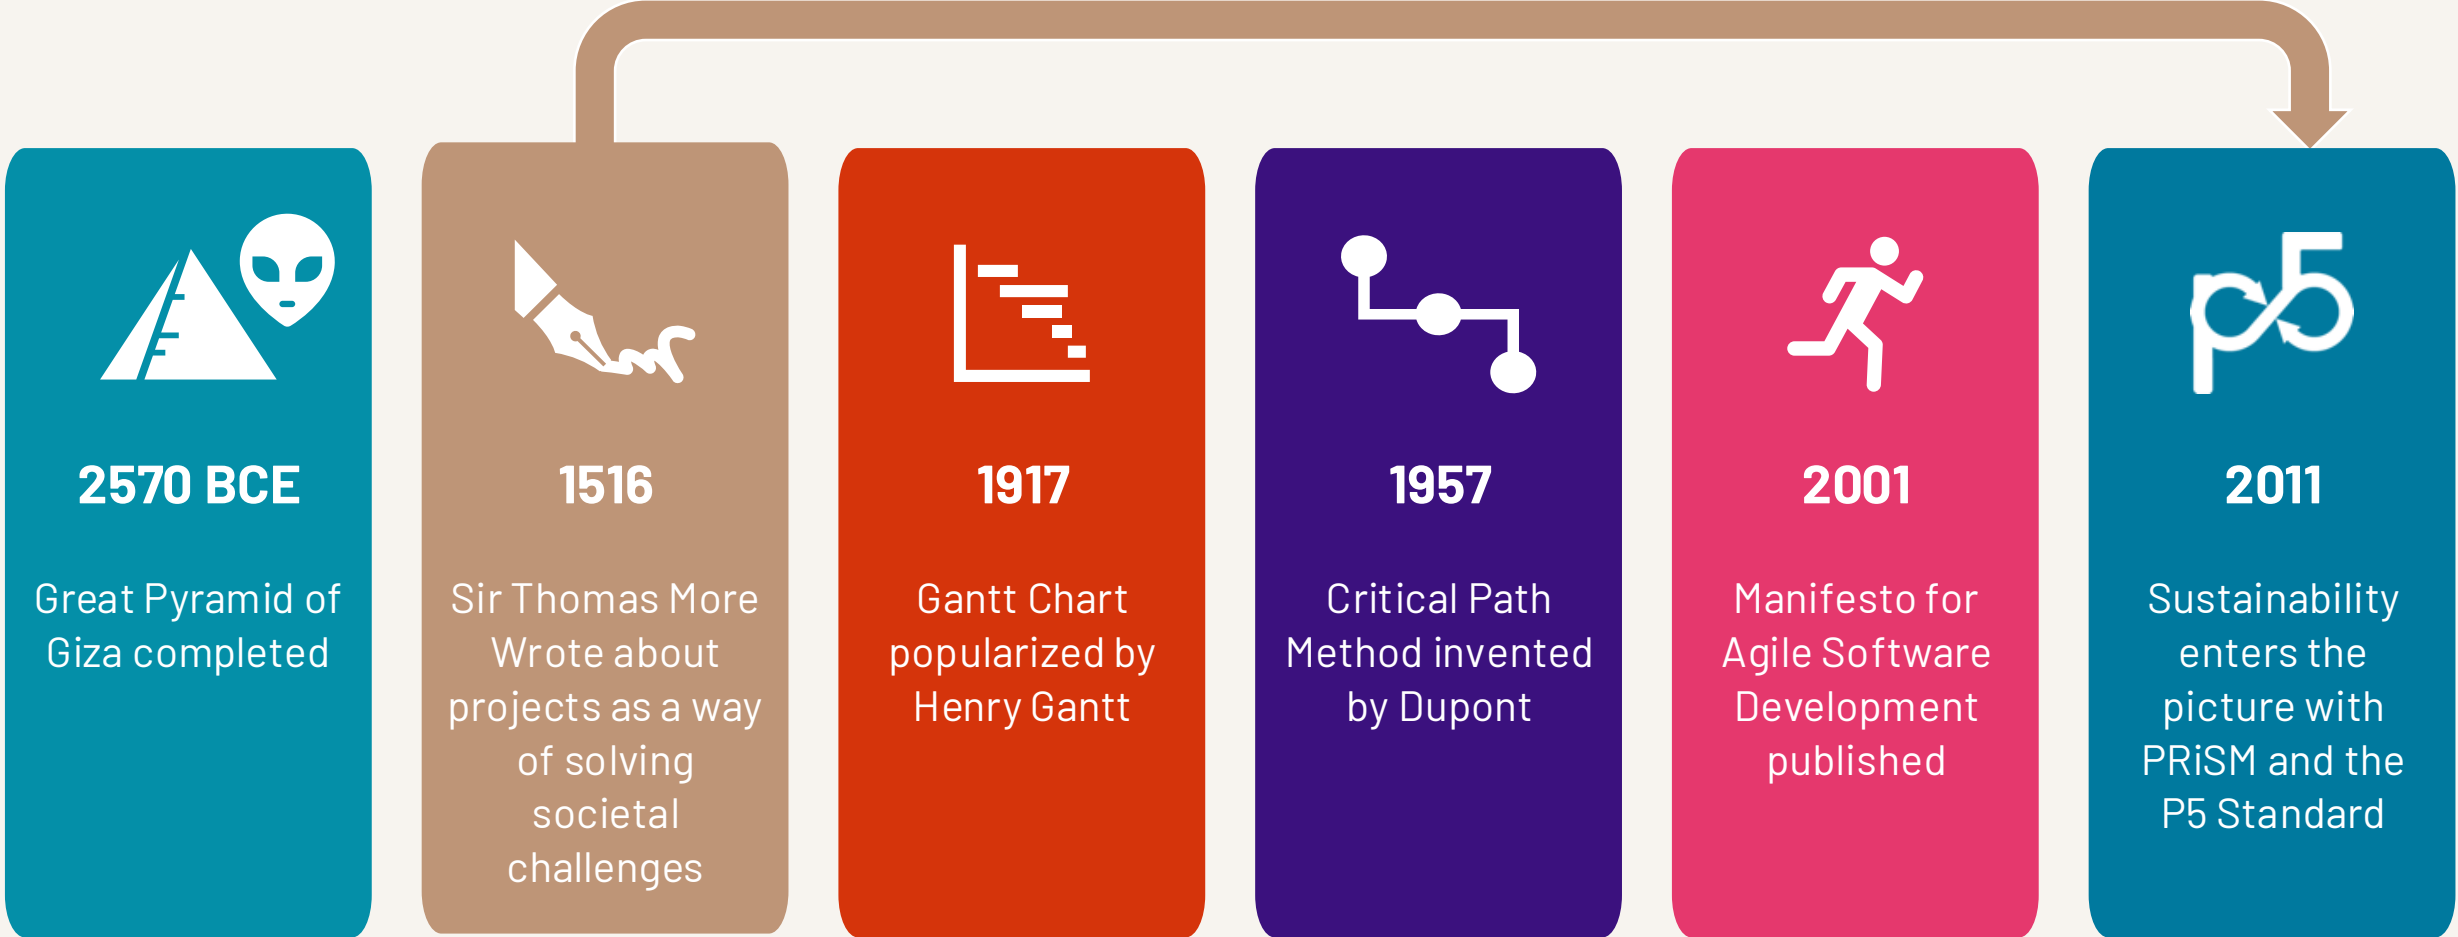 p5
2570 BCE
Great Pyramid of
Giza completed
1516
Sir Thomas More
Wrote about
projects as a way
of solving
societal
challenges
1917
Gantt Chart
popularized by
Henry Gantt
1957
Critical Path
Method invented
by Dupont
2001
Manifesto for
Agile Software
Development
published
2011
Sustainability
enters the
picture with
PRiSM and the
P5 Standard